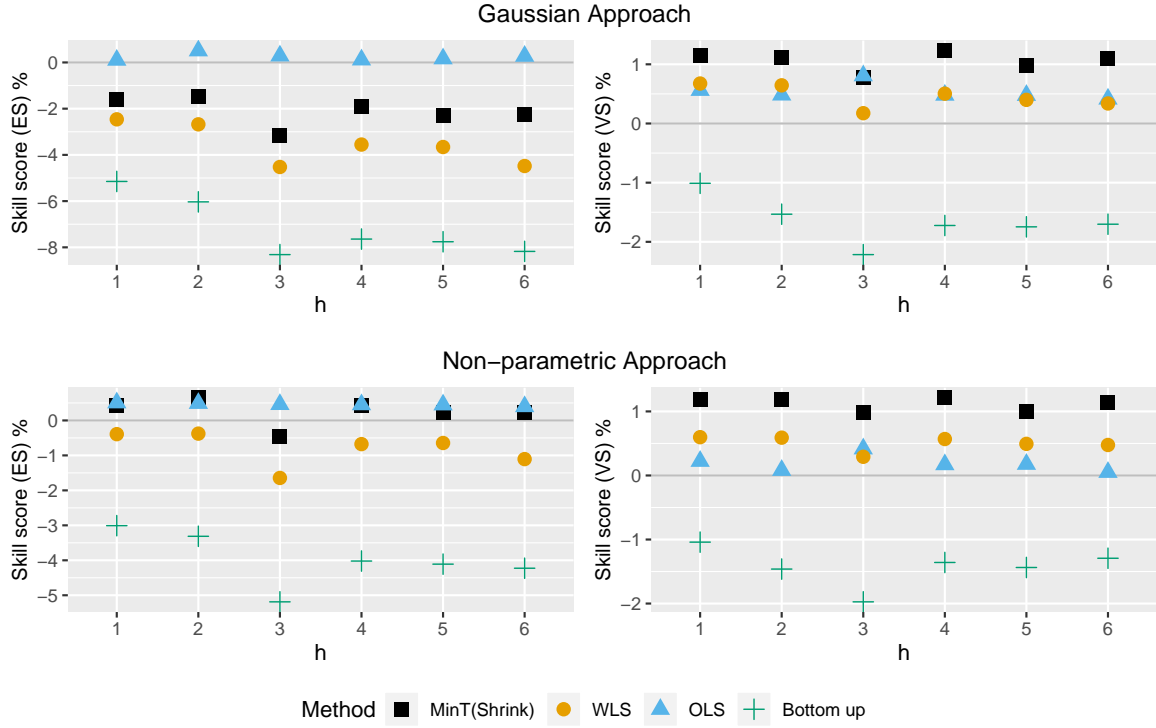 Gaussian Approach
Skill score (ES) %
0
−2
−4
−6
−8
1 2 3 4 5 6
h
Skill score (VS) %
1
0
−1
−2
1 2 3 4 5 6
h
Non−parametric Approach
Skill score (ES) %
0
−1
−2
−3
−4
−5
1 2 3 4 5 6
h
Skill score (VS) %
1
0
−1
−2
1 2 3 4 5 6
h
Method MinT(Shrink) WLS OLS Bottom up